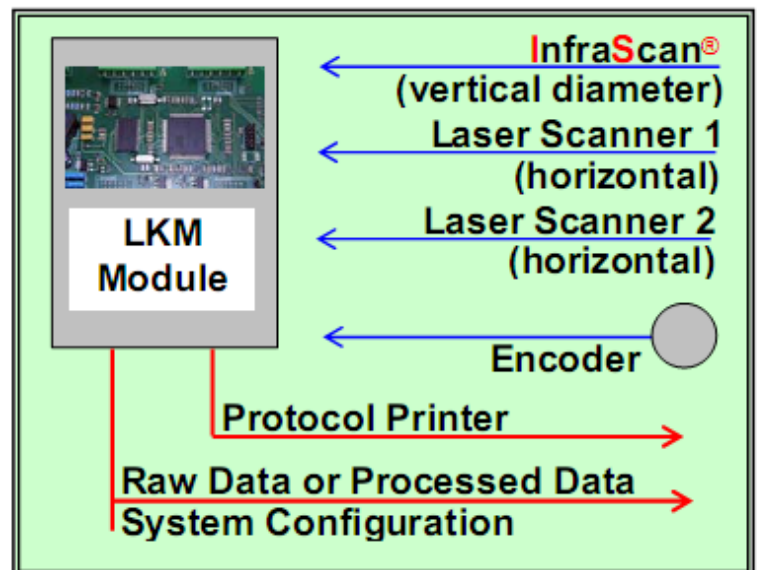 InfraScan®
(vertical diameter)
Laser Scanner 1
(horizontal)
LKM
Module
Laser Scanner 2
(horizontal)
Encoder
Protocol Printer
Raw Data or Processed Data
System Configuration